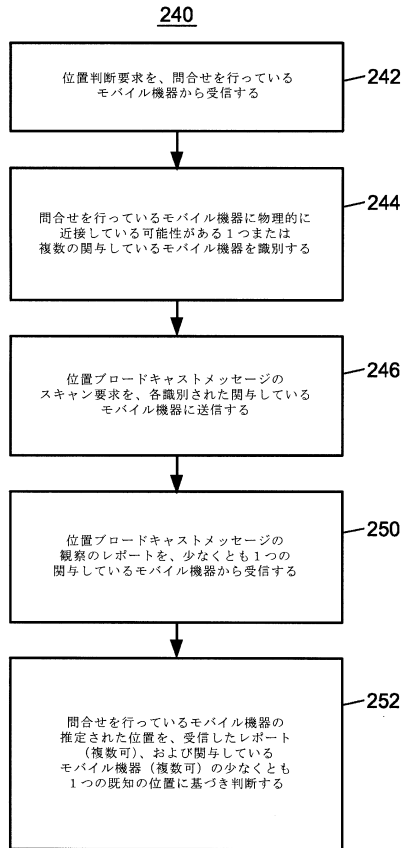 240
位置判断要求を、問合せを行っている
モバイル機器から受信する
242
問合せを行っているモバイル機器に物理的に
近接している可能性がある１つまたは
複数の関与しているモバイル機器を識別する
244
位置ブロードキャストメッセージの
スキャン要求を、各識別された関与している
モバイル機器に送信する
246
位置ブロードキャストメッセージの
観察のレポートを、少なくとも１つの
関与しているモバイル機器から受信する
250
問合せを行っているモバイル機器の
推定された位置を、受信したレポート
（複数可）、および関与している
モバイル機器（複数可）の少なくとも
１つの既知の位置に基づき判断する
252